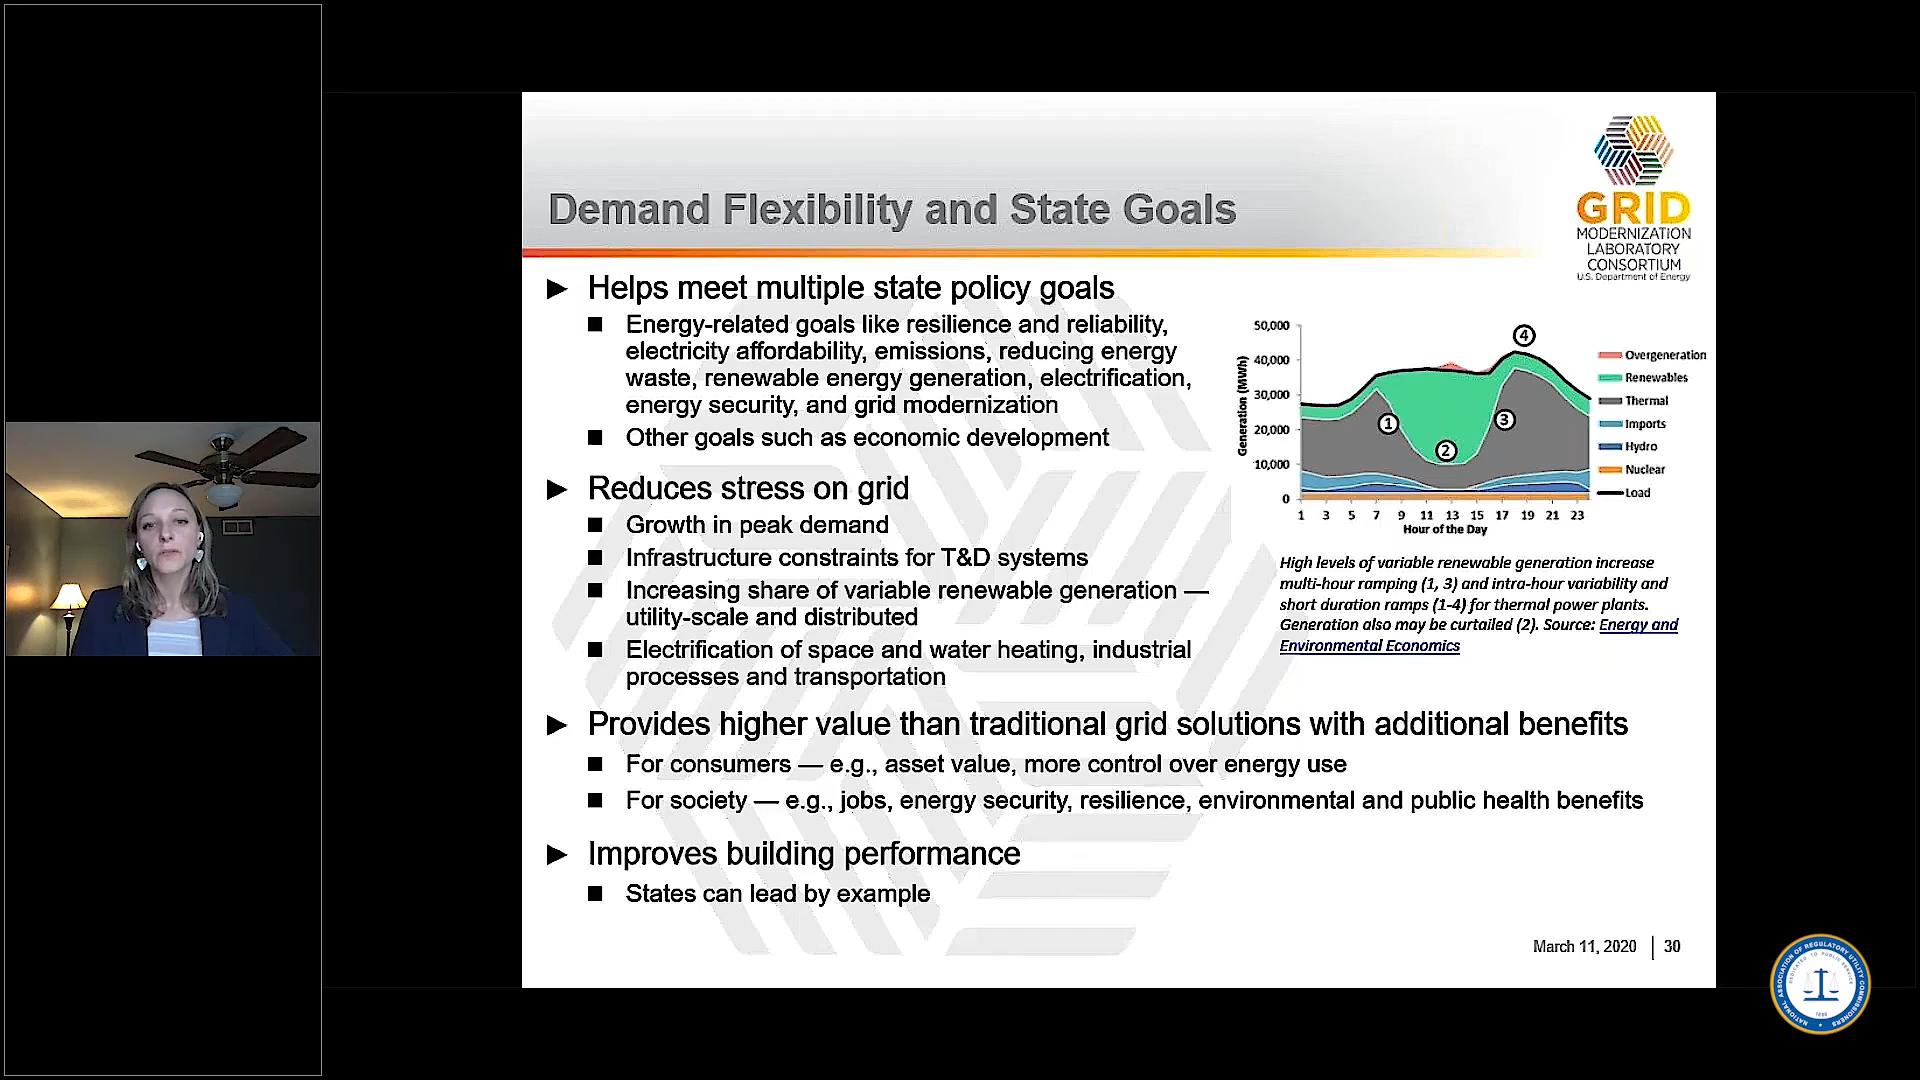 Demand Flexibility and State Goals
GRID
MODERNIZATION
LABORATORY
CONSORTIUM
U.S. Department of Energy
► Helps meet multiple state policy goals
■ Energy-related goals like resilience and reliability,
electricity affordability, emissions, reducing energy
waste, renewable energy generation, electrification,
energy security, and grid modernization
■ Other goals such as economic development
► Reduces stress on grid
■ Growth in peak demand
■ Infrastructure constraints for T&D systems
■ Increasing share of variable renewable generation —
utility-scale and distributed
■ Electrification of space and water heating, industrial
processes and transportation
Generation (MWh)
50,000
40,000
30,000
20,000
10,000
0
1 3 5 7 9 11 13 15 17 19 21 23
Hour of the Day
1
2
3
4
Overgeneration
Renewables
Thermal
Imports
Hydro
Nuclear
Load
High levels of variable renewable generation increase
multi-hour ramping (1, 3) and intra-hour variability and
short duration ramps (1-4) for thermal power plants.
Generation also may be curtailed (2). Source: Energy and
Environmental Economics
► Provides higher value than traditional grid solutions with additional benefits
■ For consumers — e.g., asset value, more control over energy use
■ For society — e.g., jobs, energy security, resilience, environmental and public health benefits
► Improves building performance
■ States can lead by example
March 11, 2020 | 30
NATIONAL ASSOCIATION OF REGULATORY UTILITY COMMISSIONERS
DEDICATED TO PUBLIC SERVICE